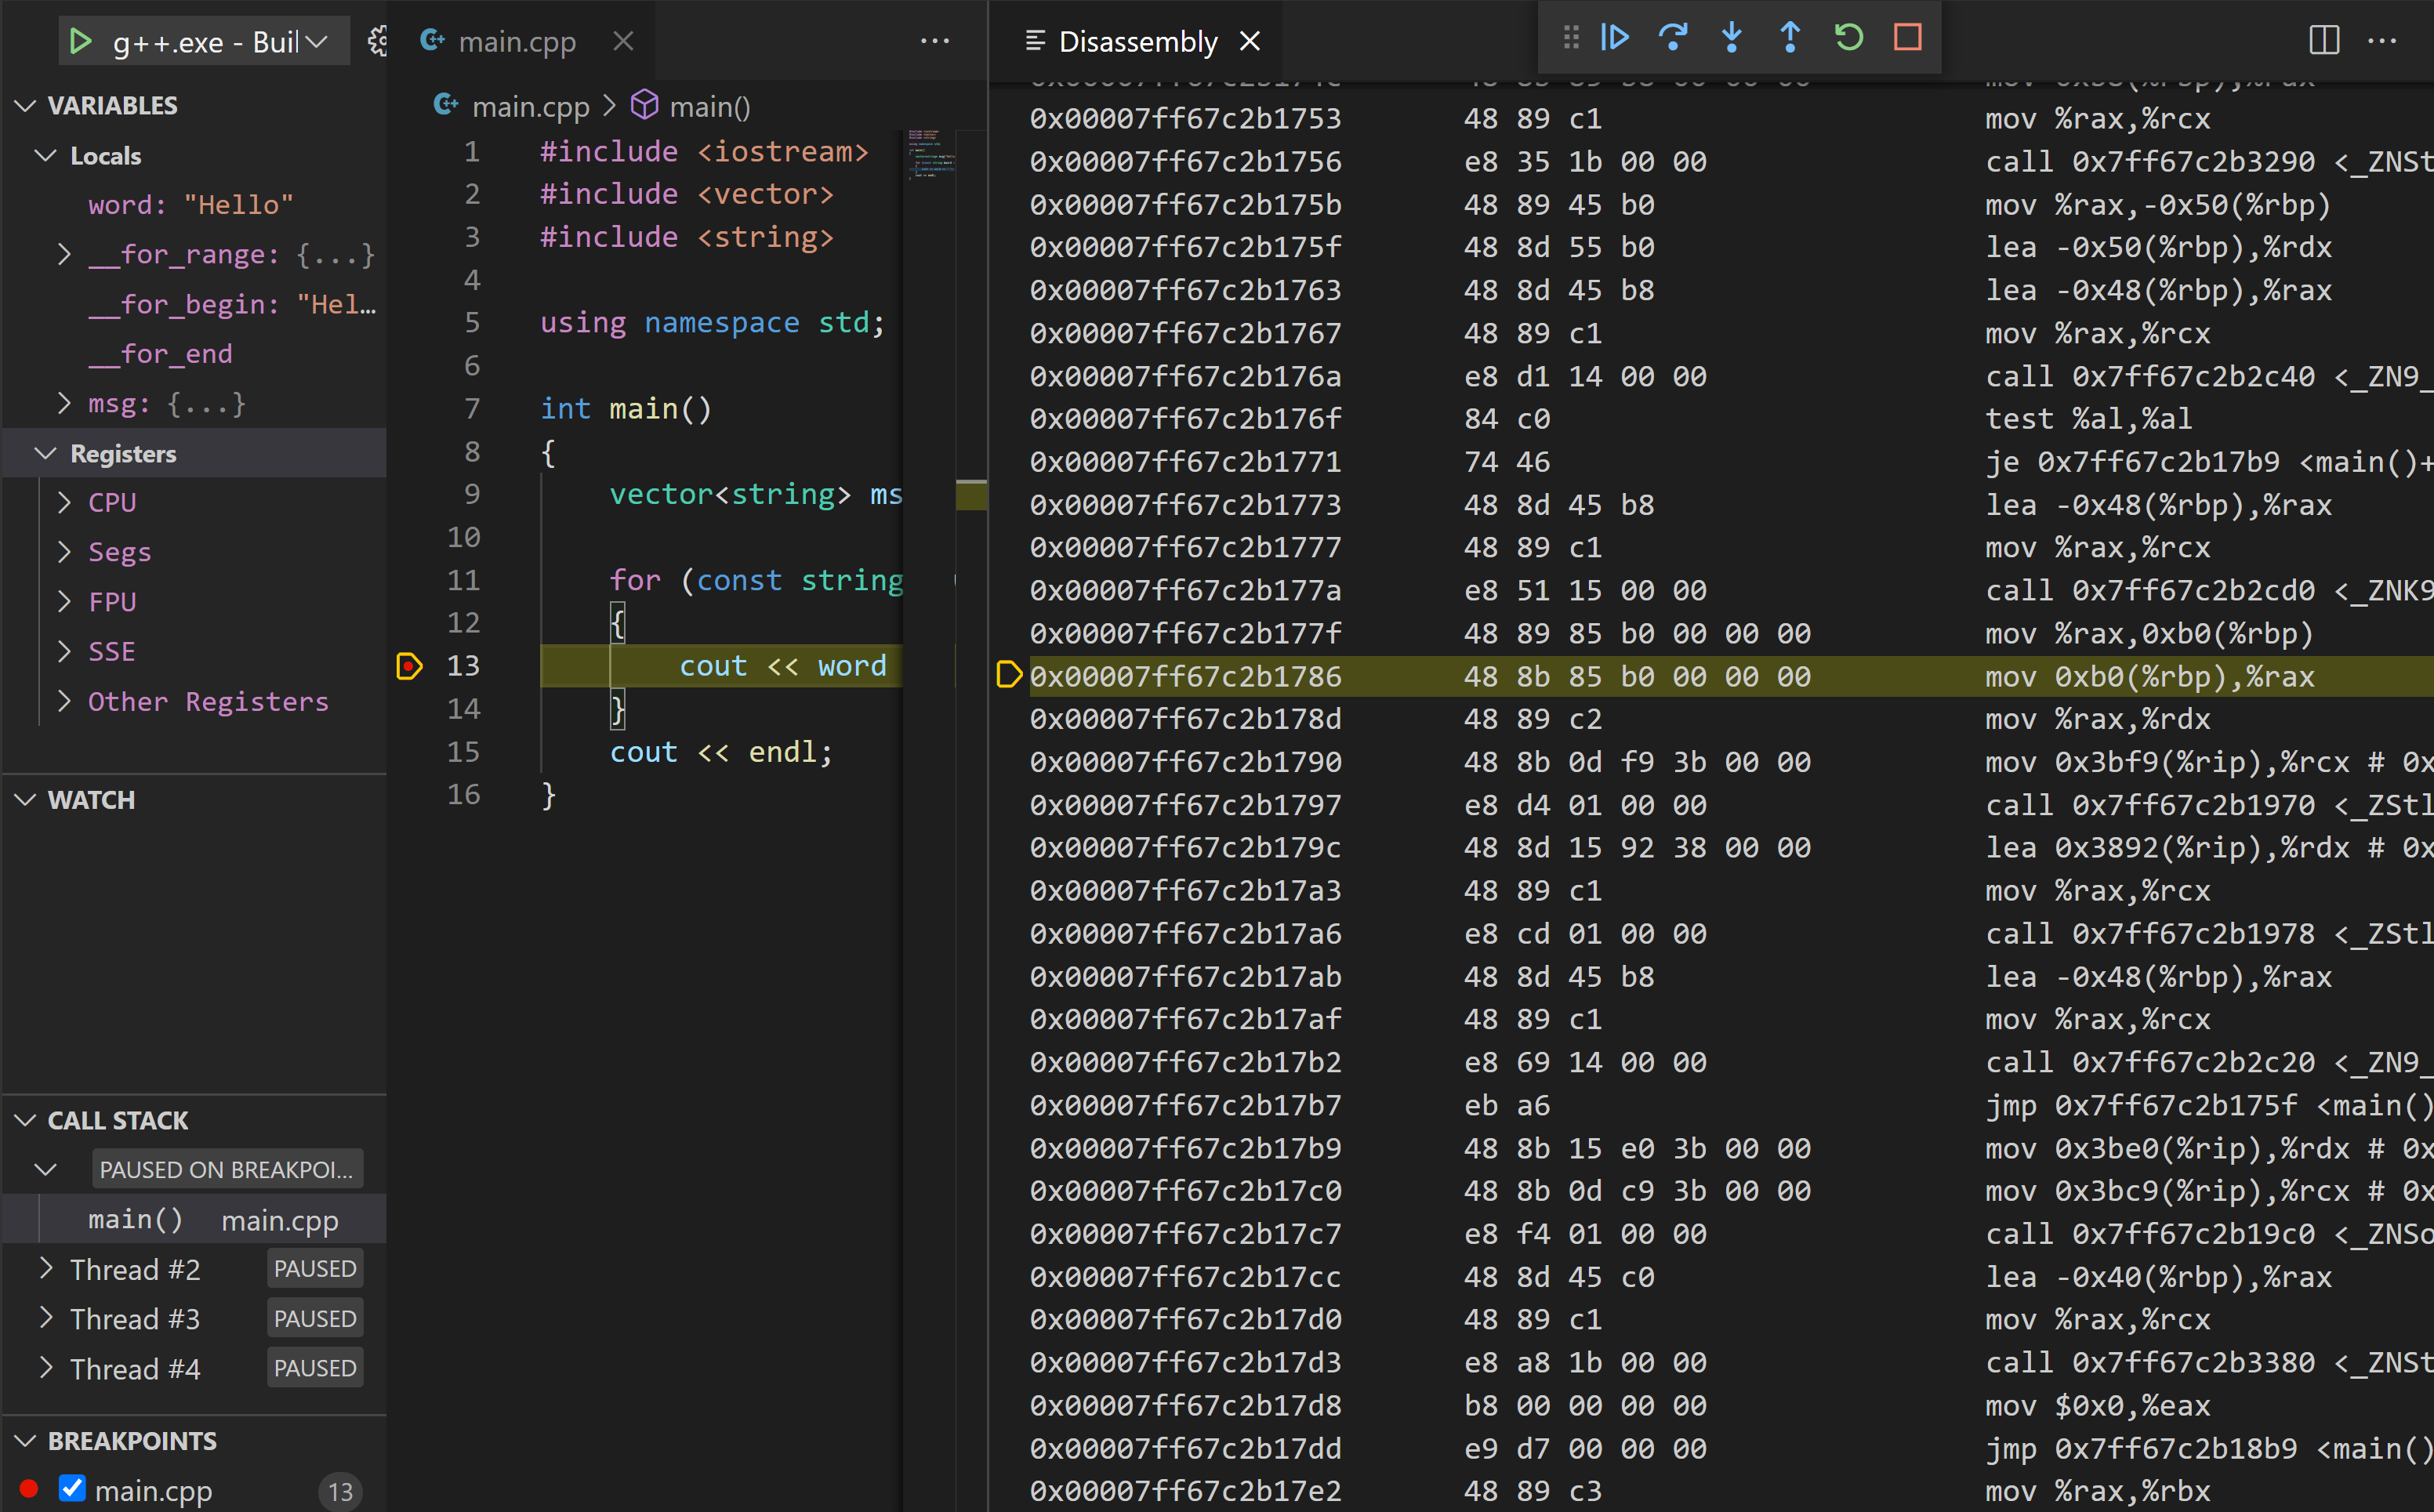 g++.exe - Buil
VARIABLES
Locals
word: "Hello"
__for_range: {...}
__for_begin: "Hel...
__for_end
msg: {...}
Registers
CPU
Segs
FPU
SSE
Other Registers
WATCH
CALL STACK
PAUSED ON BREAKPOI...
main() main.cpp
Thread #2 PAUSED
Thread #3 PAUSED
Thread #4 PAUSED
BREAKPOINTS
main.cpp 13
main.cpp
main.cpp > main()
1 #include <iostream>
2 #include <vector>
3 #include <string>
4
5 using namespace std;
6
7 int main()
8 {
9 vector<string> ms
10
11 for (const string
12 {
13 cout << word
14 }
15 cout << endl;
16 }
Disassembly
0x00007ff67c2b1753 48 89 c1 mov %rax,%rcx
0x00007ff67c2b1756 e8 35 1b 00 00 call 0x7ff67c2b3290 <_ZNSt
0x00007ff67c2b175b 48 89 45 b0 mov %rax,-0x50(%rbp)
0x00007ff67c2b175f 48 8d 55 b0 lea -0x50(%rbp),%rdx
0x00007ff67c2b1763 48 8d 45 b8 lea -0x48(%rbp),%rax
0x00007ff67c2b1767 48 89 c1 mov %rax,%rcx
0x00007ff67c2b176a e8 d1 14 00 00 call 0x7ff67c2b2c40 <_ZN9_
0x00007ff67c2b176f 84 c0 test %al,%al
0x00007ff67c2b1771 74 46 je 0x7ff67c2b17b9 <main()+
0x00007ff67c2b1773 48 8d 45 b8 lea -0x48(%rbp),%rax
0x00007ff67c2b1777 48 89 c1 mov %rax,%rcx
0x00007ff67c2b177a e8 51 15 00 00 call 0x7ff67c2b2cd0 <_ZNK9
0x00007ff67c2b177f 48 89 85 b0 00 00 00 mov %rax,0xb0(%rbp)
0x00007ff67c2b1786 48 8b 85 b0 00 00 00 mov 0xb0(%rbp),%rax
0x00007ff67c2b178d 48 89 c2 mov %rax,%rdx
0x00007ff67c2b1790 48 8b 0d f9 3b 00 00 mov 0x3bf9(%rip),%rcx # 0x
0x00007ff67c2b1797 e8 d4 01 00 00 call 0x7ff67c2b1970 <_ZStl
0x00007ff67c2b179c 48 8d 15 92 38 00 00 lea 0x3892(%rip),%rdx # 0x
0x00007ff67c2b17a3 48 89 c1 mov %rax,%rcx
0x00007ff67c2b17a6 e8 cd 01 00 00 call 0x7ff67c2b1978 <_ZStl
0x00007ff67c2b17ab 48 8d 45 b8 lea -0x48(%rbp),%rax
0x00007ff67c2b17af 48 89 c1 mov %rax,%rcx
0x00007ff67c2b17b2 e8 69 14 00 00 call 0x7ff67c2b2c20 <_ZN9_
0x00007ff67c2b17b7 eb a6 jmp 0x7ff67c2b175f <main()
0x00007ff67c2b17b9 48 8b 15 e0 3b 00 00 mov 0x3be0(%rip),%rdx # 0x
0x00007ff67c2b17c0 48 8b 0d c9 3b 00 00 mov 0x3bc9(%rip),%rcx # 0x
0x00007ff67c2b17c7 e8 f4 01 00 00 call 0x7ff67c2b19c0 <_ZNSo
0x00007ff67c2b17cc 48 8d 45 c0 lea -0x40(%rbp),%rax
0x00007ff67c2b17d0 48 89 c1 mov %rax,%rcx
0x00007ff67c2b17d3 e8 a8 1b 00 00 call 0x7ff67c2b3380 <_ZNSt
0x00007ff67c2b17d8 b8 00 00 00 00 mov $0x0,%eax
0x00007ff67c2b17dd e9 d7 00 00 00 jmp 0x7ff67c2b18b9 <main()
0x00007ff67c2b17e2 48 89 c3 mov %rax,%rbx